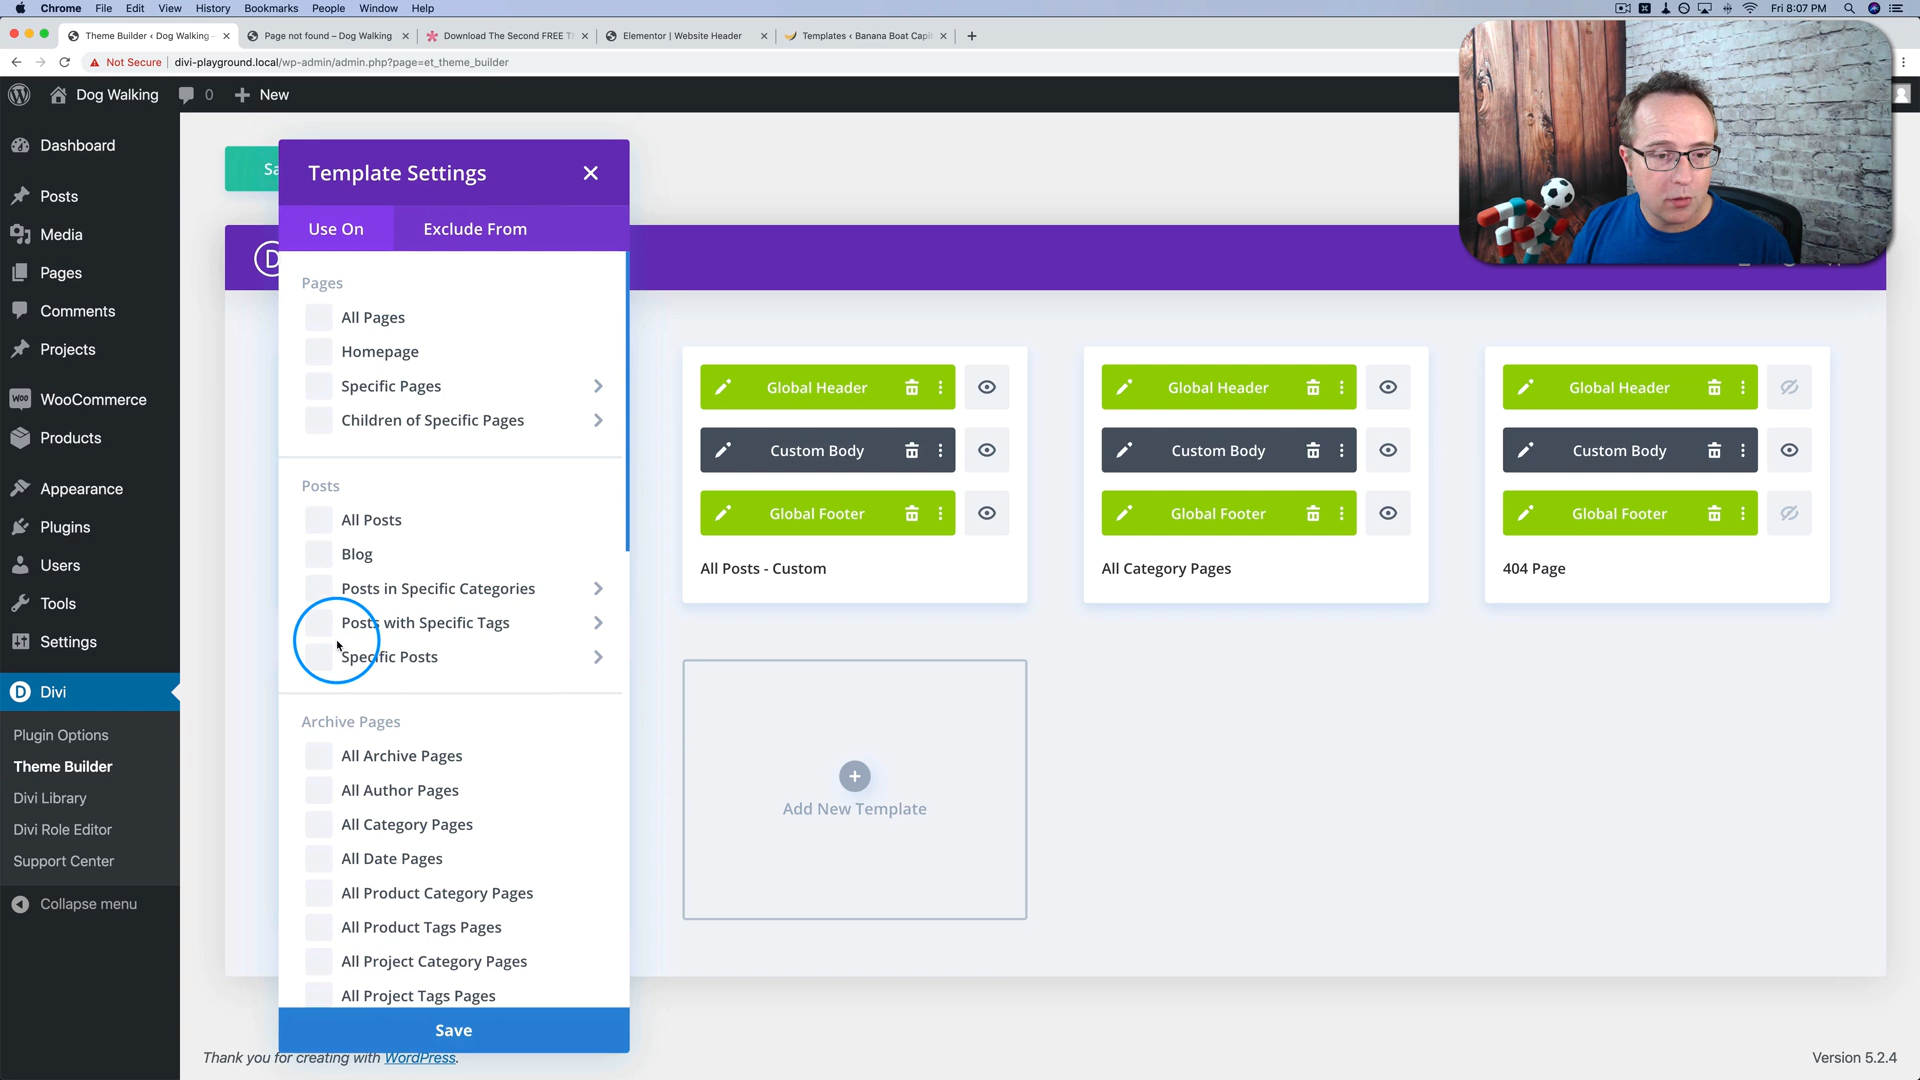 Chrome File Edit View History Bookmarks People Window Help
Fri 8:07 PM
Theme Builder ‹ Dog Walking –
Page not found – Dog Walking
Download The Second FREE T
Elementor | Website Header
Templates ‹ Banana Boat Capi
Not Secure | divi-playground.local/wp-admin/admin.php?page=et_theme_builder
Dog Walking 0 New
Dashboard
Posts
Media
Pages
Comments
Projects
WooCommerce
Products
Appearance
Plugins
Users
Tools
Settings
Divi
Plugin Options
Theme Builder
Divi Library
Divi Role Editor
Support Center
Collapse menu
Template Settings
Use On Exclude From
Pages
All Pages
Homepage
Specific Pages
Children of Specific Pages
Posts
All Posts
Blog
Posts in Specific Categories
Posts with Specific Tags
Specific Posts
Archive Pages
All Archive Pages
All Author Pages
All Category Pages
All Date Pages
All Product Category Pages
All Product Tags Pages
All Project Category Pages
All Project Tags Pages
Save
Global Header
Custom Body
Global Footer
All Posts - Custom
Global Header
Custom Body
Global Footer
All Category Pages
Global Header
Custom Body
Global Footer
404 Page
Add New Template
Thank you for creating with WordPress.
Version 5.2.4